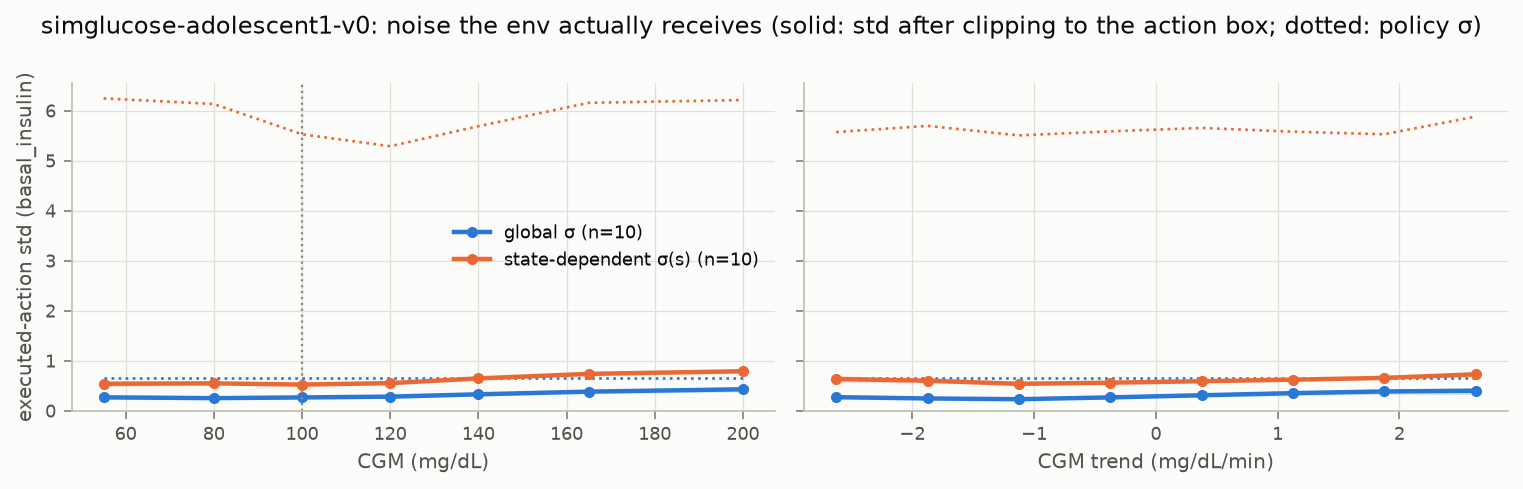 simglucose-adolescent1-v0: noise the env actually receives (solid: std after clipping to the action box; dotted: policy σ)
executed-action std (basal_insulin)
6
5
4
3
2
1
0
global σ (n=10)
state-dependent σ(s) (n=10)
60 80 100 120 140 160 180 200
CGM (mg/dL)
−2 −1 0 1 2
CGM trend (mg/dL/min)